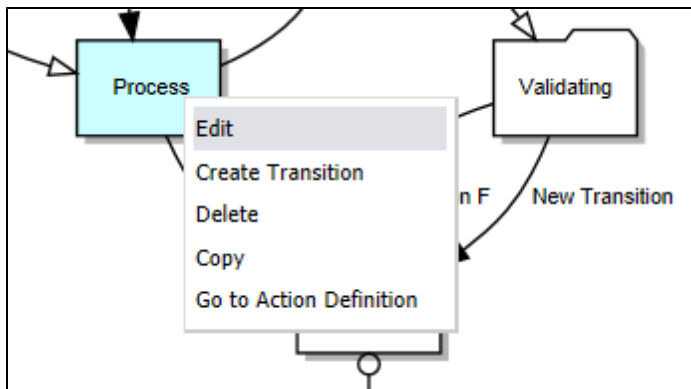 Process
Validating
Edit
Create Transition
Delete
n F
New Transition
Copy
Go to Action Definition